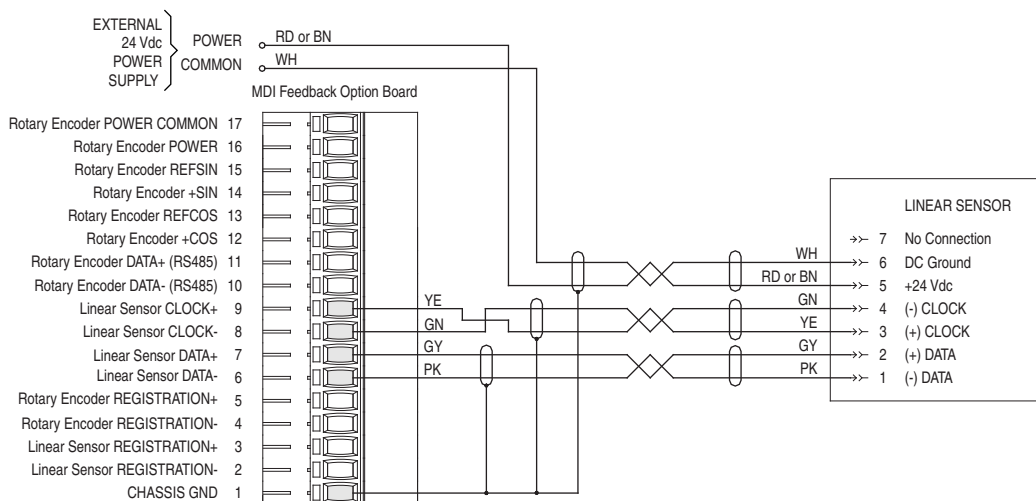 EXTERNAL
24 Vdc
POWER
SUPPLY
POWER RD or BN
COMMON WH
MDI Feedback Option Board
Rotary Encoder POWER COMMON 17
Rotary Encoder POWER 16
Rotary Encoder REFSIN 15
Rotary Encoder +SIN 14
Rotary Encoder REFCOS 13
Rotary Encoder +COS 12
Rotary Encoder DATA+ (RS485) 11
Rotary Encoder DATA- (RS485) 10
Linear Sensor CLOCK+ 9 YE
Linear Sensor CLOCK- 8 GN
Linear Sensor DATA+ 7 GY
Linear Sensor DATA- 6 PK
Rotary Encoder REGISTRATION+ 5
Rotary Encoder REGISTRATION- 4
Linear Sensor REGISTRATION+ 3
Linear Sensor REGISTRATION- 2
CHASSIS GND 1
LINEAR SENSOR
7 No Connection
WH 6 DC Ground
RD or BN 5 +24 Vdc
GN 4 (-) CLOCK
YE 3 (+) CLOCK
GY 2 (+) DATA
PK 1 (-) DATA